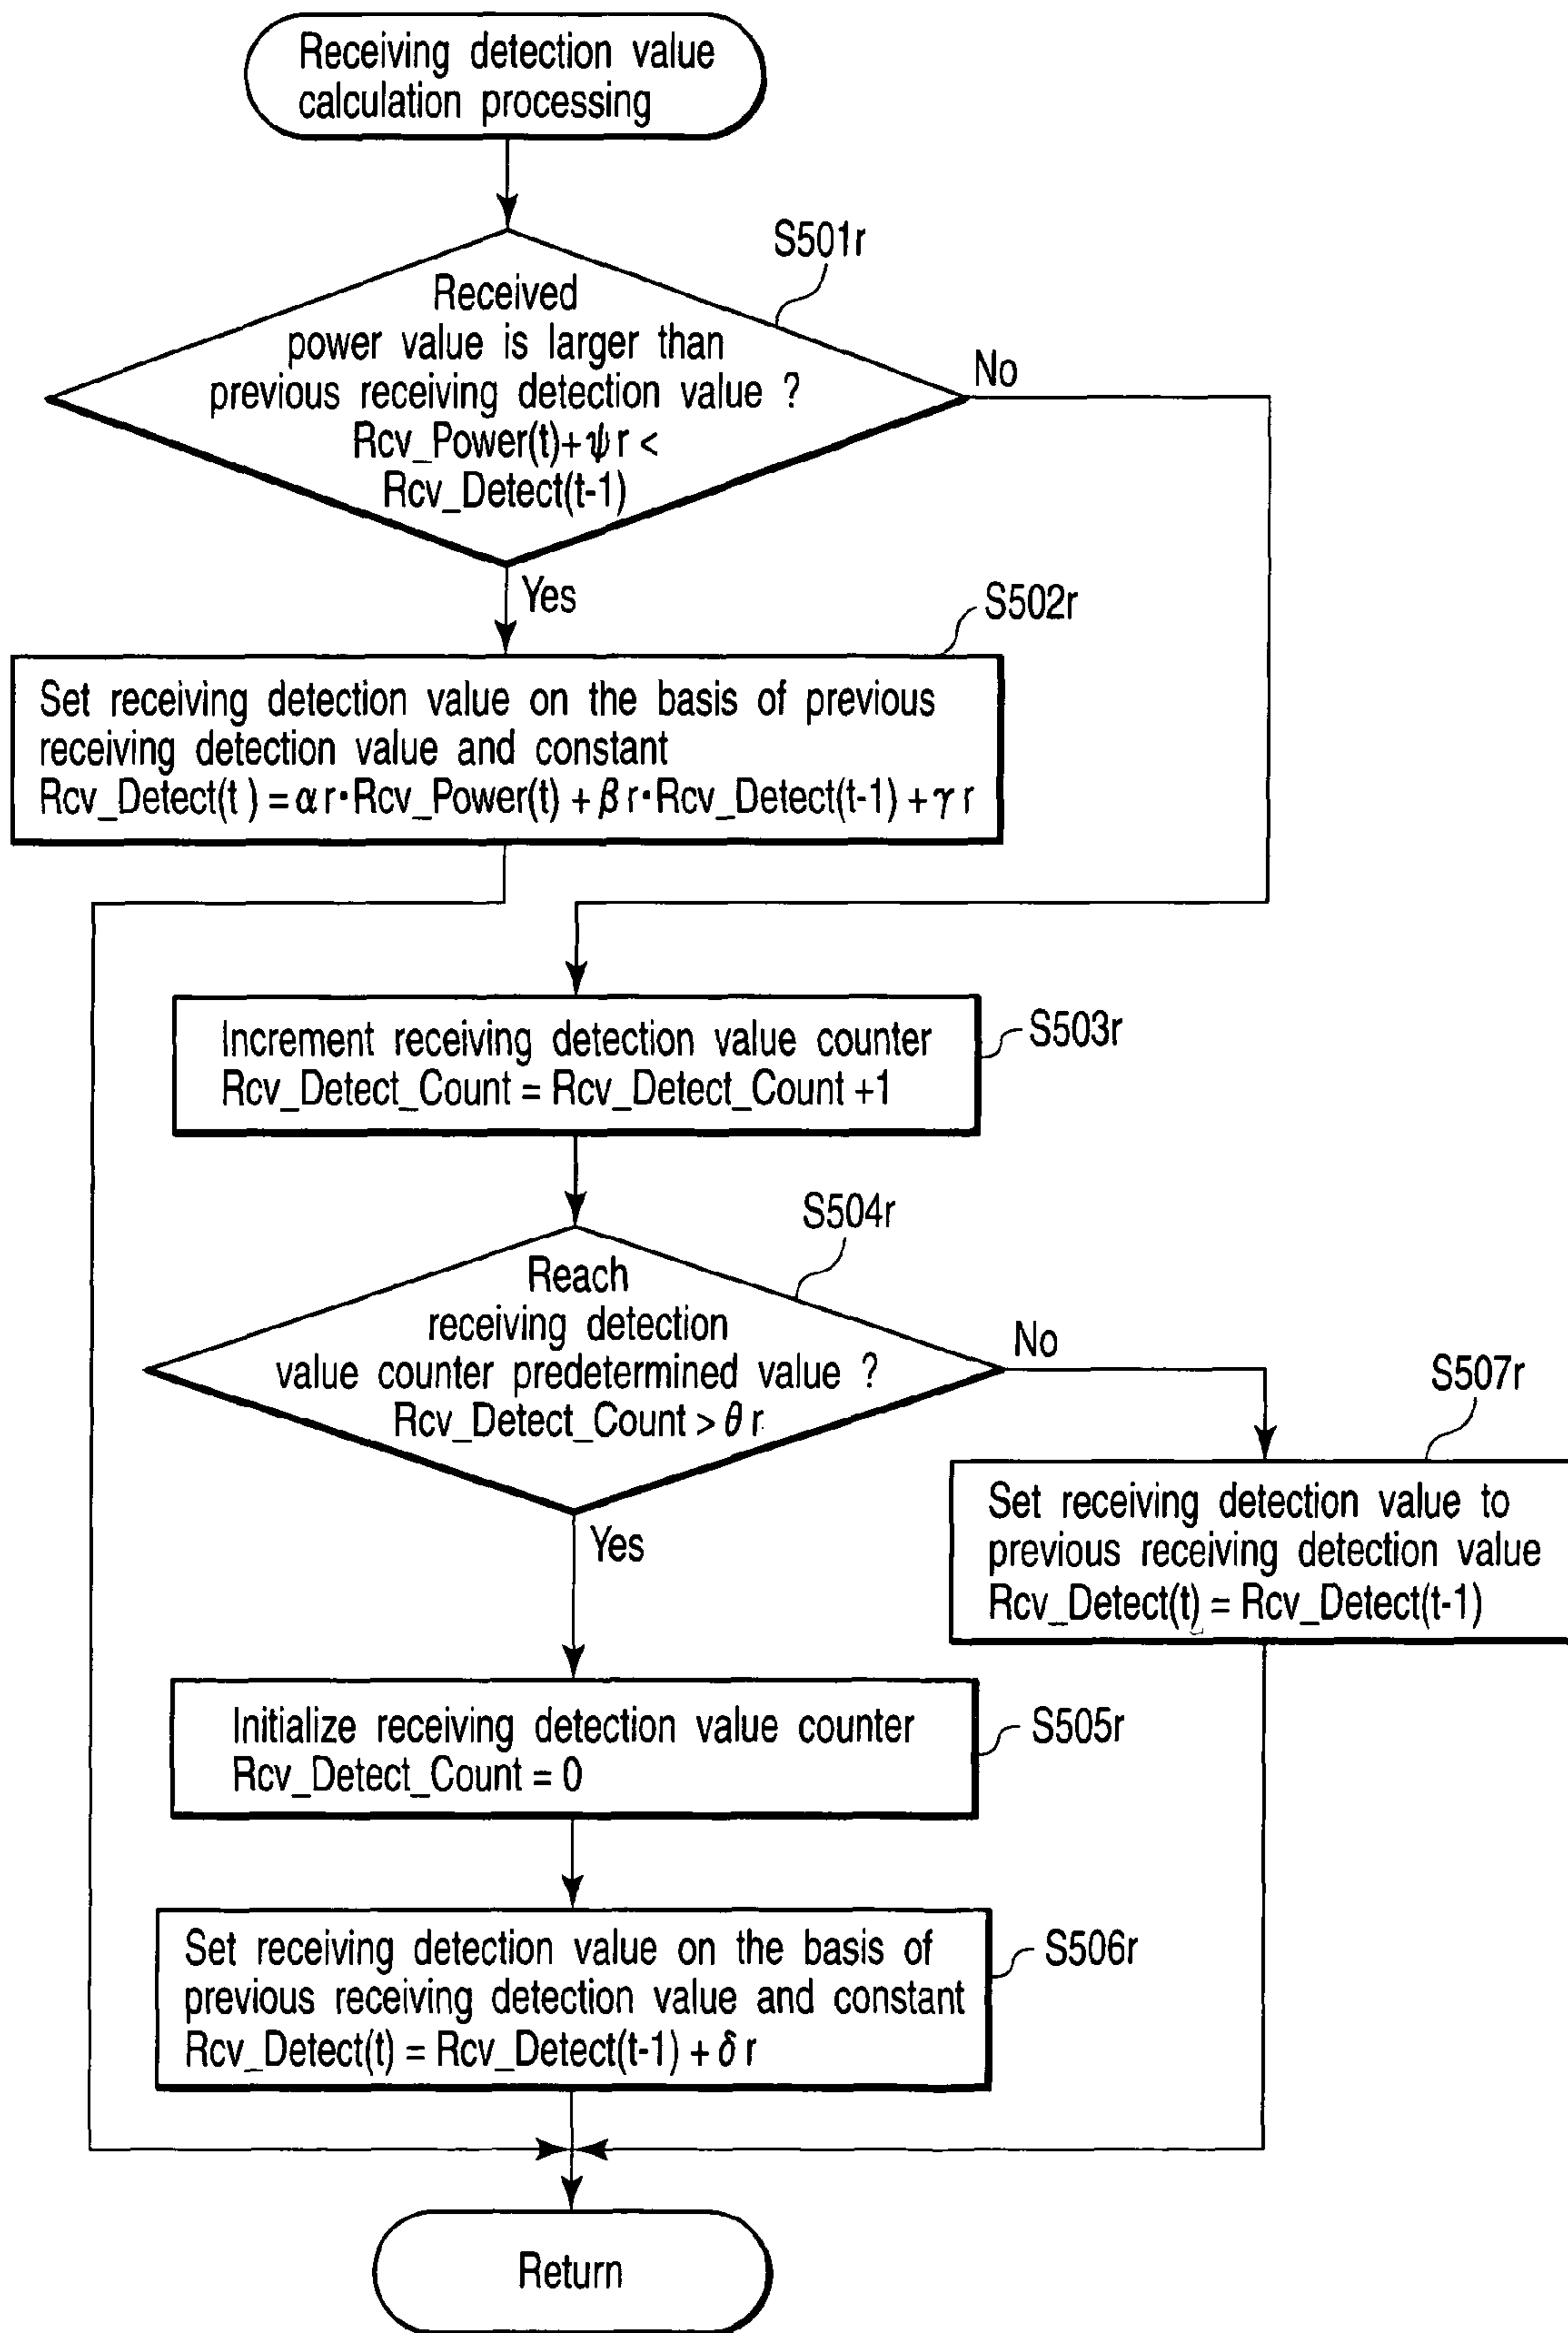 Receiving detection value
calculation processing
S501r
Received
power value is larger than
previous receiving detection value ?
Rcv_Power(t)+ψr <
Rcv_Detect(t-1)
No
Yes
S502r
Set receiving detection value on the basis of previous
receiving detection value and constant
Rcv_Detect(t) = αr·Rcv_Power(t) + βr·Rcv_Detect(t-1) + γr
Increment receiving detection value counter
Rcv_Detect_Count = Rcv_Detect_Count +1
S503r
S504r
Reach
receiving detection
value counter predetermined value ?
Rcv_Detect_Count > θr
No
Yes
S507r
Set receiving detection value to
previous receiving detection value
Rcv_Detect(t) = Rcv_Detect(t-1)
Initialize receiving detection value counter
Rcv_Detect_Count = 0
S505r
Set receiving detection value on the basis of
previous receiving detection value and constant
Rcv_Detect(t) = Rcv_Detect(t-1) + δr
S506r
Return